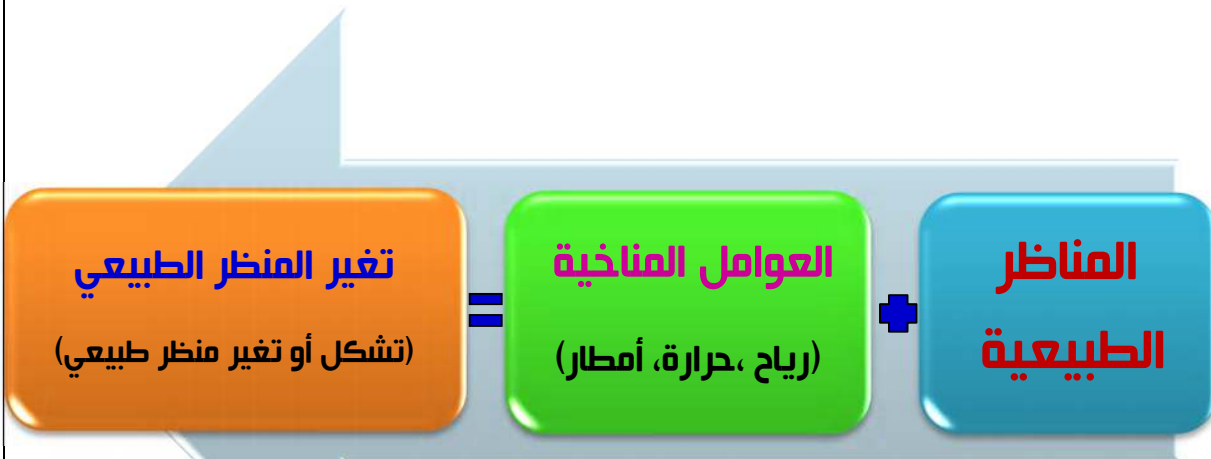 المناظر
الطبيعية
العوامل المناخية
(رياح ،حرارة، أمطار)
تغير المنظر الطبيعي
(تشكل أو تغير منظر طبيعي)